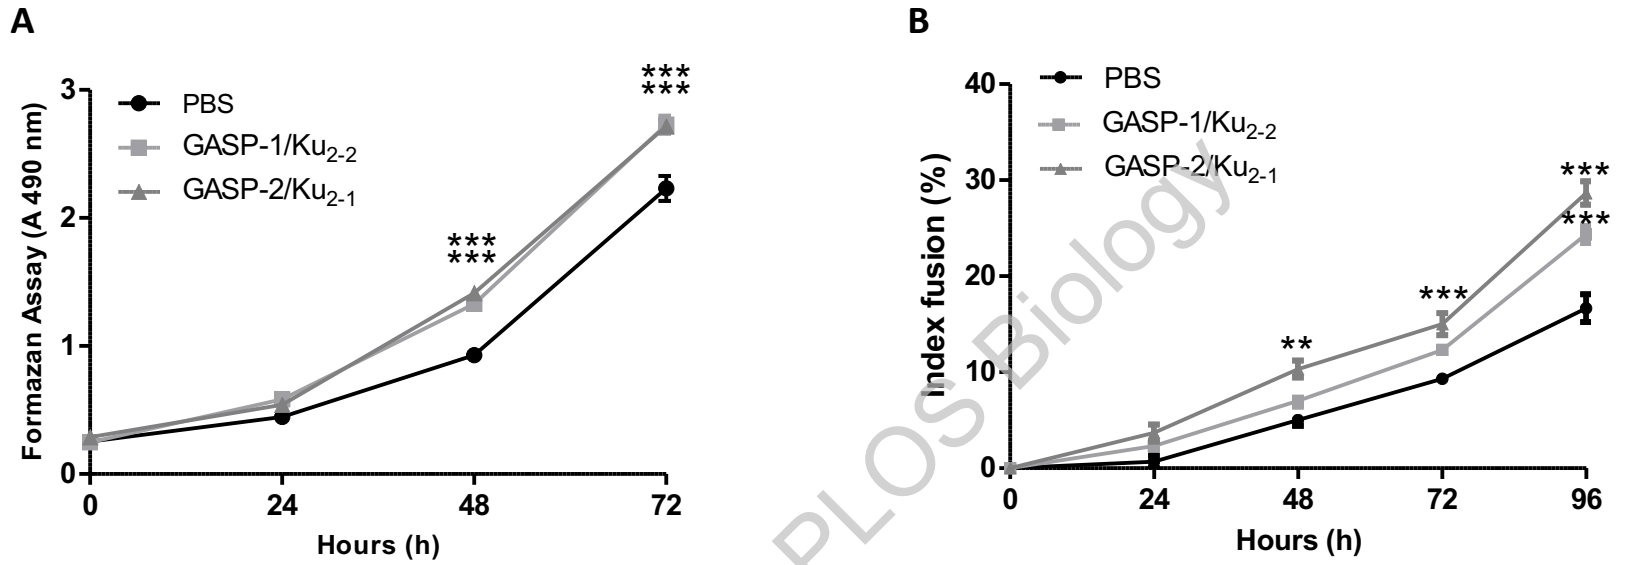 A
Formazan Assay (A 490 nm)
3
2
1
0
PBS
GASP-1/Ku2-2
GASP-2/Ku2-1
***
***
***
***
0 24 48 72
Hours (h)
B
Index fusion (%)
40
30
20
10
0
PBS
GASP-1/Ku2-2
GASP-2/Ku2-1
**
***
***
***
0 24 48 72 96
Hours (h)
PLOS Biology